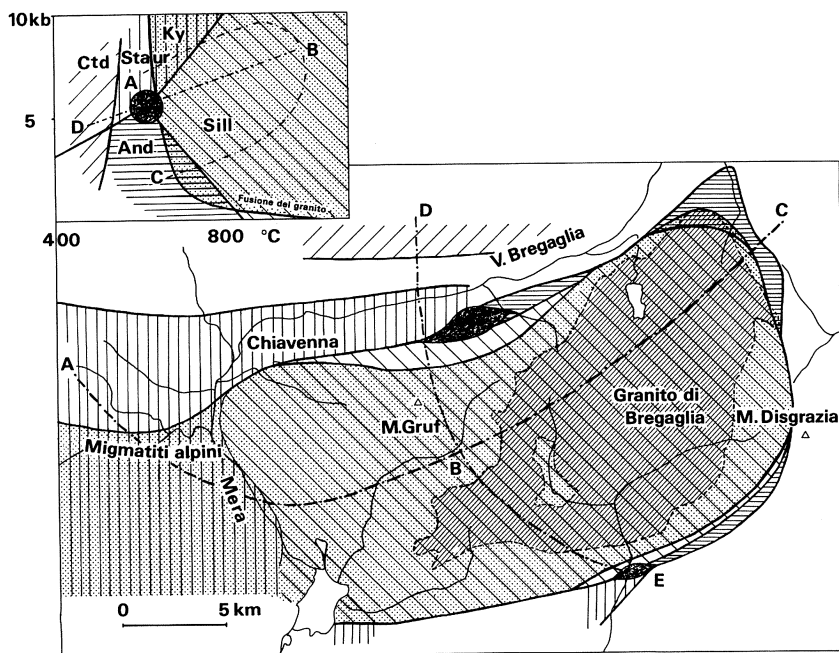 10kb
Ky
Ctd
Staur
B
A
5
D
Sill
And
C
Fusione del granito
400
800 °C
D
C
V. Bregaglia
Chiavenna
A
M.Gruf
Granito di
Bregaglia
M. Disgrazia
Migmatiti alpini
B
Mera
E
0
5 km